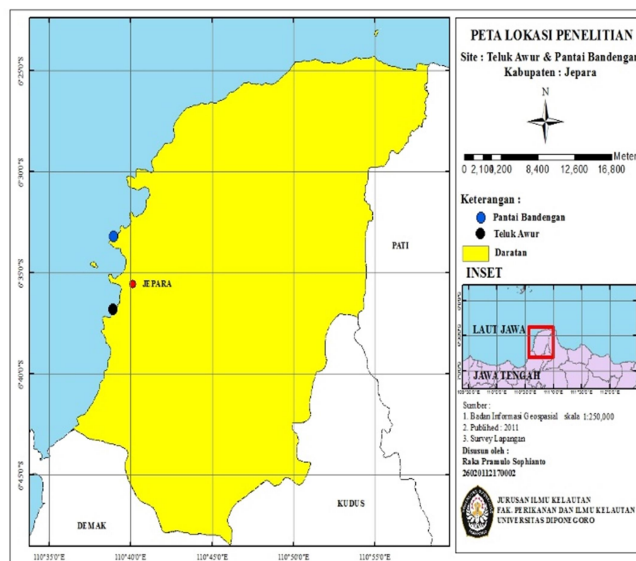 PETA LOKASI PENELITIAN
Site : Teluk Awur & Pantai Bandengan
Kabupaten : Jepara
N
Meter
0 2,100 4,200 8,400 12,600 16,800
Keterangan :
Pantai Bandengan
Teluk Awur
Daratan
INSET
LAUT JAWA
JAWA TENGAH
Sumber :
1. Badan Informasi Geospasial skala 1:250,000
2. Published : 2011
3. Survey Lapangan
Disusun oleh :
Raka Pramulo Sophianto
26020112170002
JURUSAN ILMU KELAUTAN
FAK. PERIKANAN DAN ILMU KELAUTAN
UNIVERSITAS DIPONEGORO
6°25'0"S
6°30'0"S
6°35'0"S
6°40'0"S
6°45'0"S
PATI
JEPARA
KUDUS
DEMAK
110°35'0"E 110°40'0"E 110°45'0"E 110°50'0"E 110°55'0"E